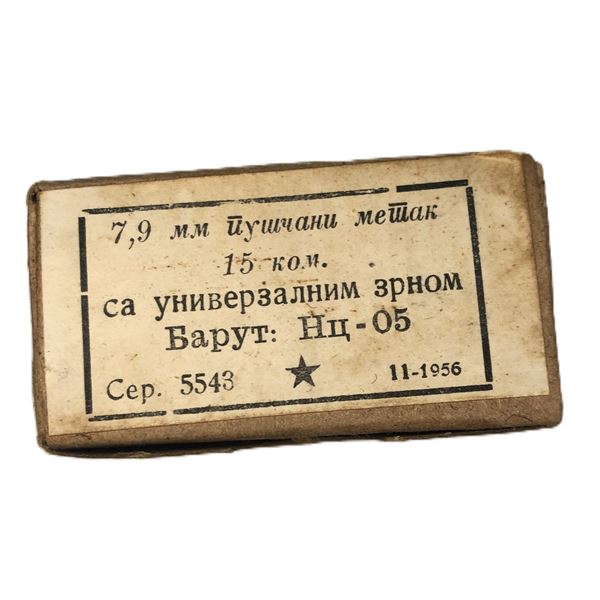 7,9 мм пушчани метак
15 ком.
са универзалним зрном
Барут: Нц-05
Сер. 5543 ★ 11-1956